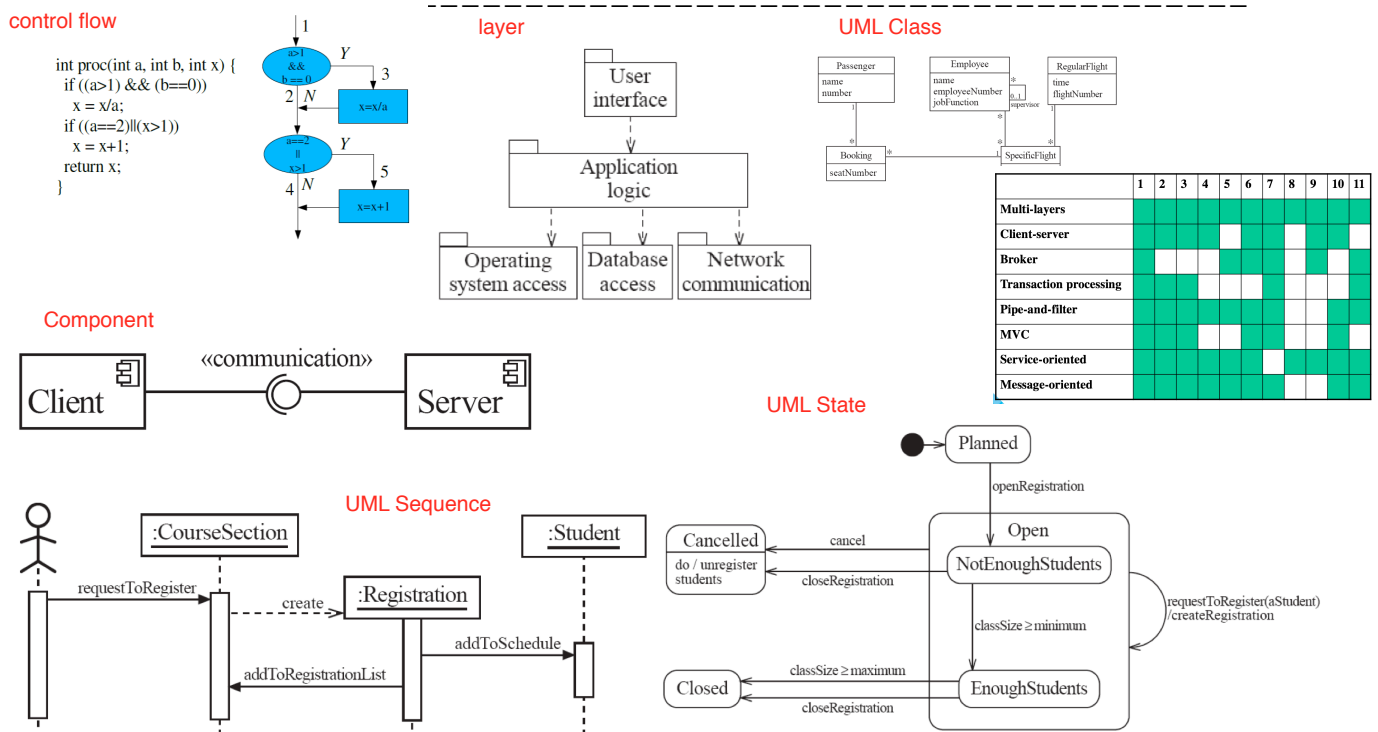 control flow
int proc(int a, int b, int x) {
if ((a>1) && (b==0))
x = x/a;
if ((a==2)||(x>1))
x = x+1;
return x;
}
1
a>1
&&
b == 0
Y
3
2
N
x=x/a
a==2
||
x>1
Y
5
4
N
x=x+1
layer
User
interface
Application
logic
Operating
system access
Database
access
Network
communication
UML Class
Passenger
name
number
Employee
name
employeeNumber
jobFunction
*
0..1
supervisor
RegularFlight
time
flightNumber
1
*
*
1
*
Booking
seatNumber
*
1
SpecificFlight
1 2 3 4 5 6 7 8 9 10 11
Multi-layers
Client-server
Broker
Transaction processing
Pipe-and-filter
MVC
Service-oriented
Message-oriented
Component
Client
«communication»
Server
UML Sequence
:CourseSection
:Student
requestToRegister
create
:Registration
addToSchedule
addToRegistrationList
UML State
Planned
openRegistration
Open
Cancelled
do / unregister
students
cancel
closeRegistration
NotEnoughStudents
requestToRegister(aStudent)
/createRegistration
classSize ≥ minimum
Closed
classSize ≥ maximum
closeRegistration
EnoughStudents